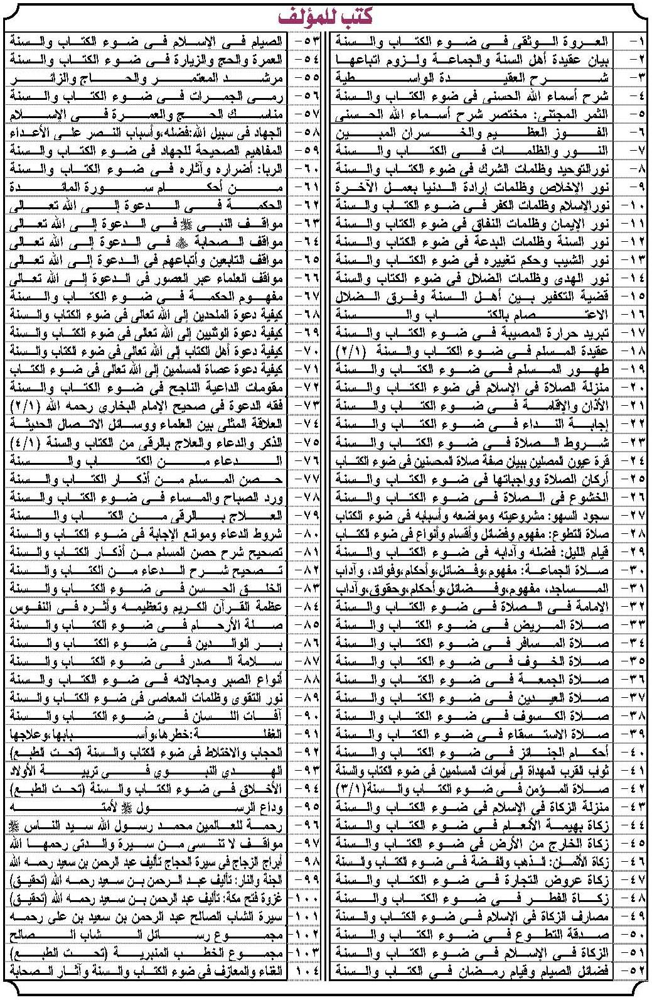 كتب للمؤلف
١- العروة الوثقى في ضوء الكتاب والسنة
٢- بيان عقيدة أهل السنة والجماعة ولزوم اتباعها
٣- شرح العقيدة الواسطية
٤- شرح أسماء الله الحسنى في ضوء الكتاب والسنة
٥- الثمر المجتنى: مختصر شرح أسماء الله الحسنى
٦- الفوز العظيم والخسران المبين
٧- النور والظلمات في الكتاب والسنة
٨- نور التوحيد وظلمات الشرك في ضوء الكتاب والسنة
٩- نور الإخلاص وظلمات إرادة الدنيا بعمل الآخرة
١٠- نور الإسلام وظلمات الكفر في ضوء الكتاب والسنة
١١- نور الإيمان وظلمات النفاق في ضوء الكتاب والسنة
١٢- نور السنة وظلمات البدعة في ضوء الكتاب والسنة
١٣- نور الشيب وحكم تغييره في ضوء الكتاب والسنة
١٤- نور الهدى وظلمات الضلال في ضوء الكتاب والسنة
١٥- قضية التكفير بين أهل السنة وفرق الضلال
١٦- الاعتصام بالكتاب والسنة
١٧- تبريد حرارة المصيبة في ضوء الكتاب والسنة
١٨- عقيدة المسلم في ضوء الكتاب والسنة (٢/١)
١٩- طهور المسلم في ضوء الكتاب والسنة
٢٠- منزلة الصلاة في الإسلام في ضوء الكتاب والسنة
٢١- الأذان والإقامة في ضوء الكتاب والسنة
٢٢- إجابة النداء في ضوء الكتاب والسنة
٢٣- شروط الصلاة في ضوء الكتاب والسنة
٢٤- قرة عيون المصلين ببيان صفة صلاة المحسنين في ضوء الكتاب
٢٥- أركان الصلاة وواجباتها في ضوء الكتاب والسنة
٢٦- الخشوع في الصلاة في ضوء الكتاب والسنة
٢٧- سجود السهو: مشروعيته ومواضعه وأسبابه في ضوء الكتاب
٢٨- صلاة التطوع: مفهوم وفضائل وأقسام وأنواع في ضوء الكتاب
٢٩- قيام الليل: فضله وآدابه في ضوء الكتاب والسنة
٣٠- صلاة الجماعة: مفهوم، وفضائل، وأحكام، وفوائد، وآداب
٣١- المساجد، مفهوم، وفضائل، وأحكام، وحقوق، وآداب
٣٢- الإمامة في الصلاة في ضوء الكتاب والسنة
٣٣- صلاة المريض في ضوء الكتاب والسنة
٣٤- صلاة المسافر في ضوء الكتاب والسنة
٣٥- صلاة الخوف في ضوء الكتاب والسنة
٣٦- صلاة الجمعة في ضوء الكتاب والسنة
٣٧- صلاة العيدين في ضوء الكتاب والسنة
٣٨- صلاة الكسوف في ضوء الكتاب والسنة
٣٩- صلاة الاستسقاء في ضوء الكتاب والسنة
٤٠- أحكام الجنائز في ضوء الكتاب والسنة
٤١- ثواب القرب المهداة إلى أموات المسلمين في ضوء الكتاب والسنة
٤٢- صلاة المؤمن في ضوء الكتاب والسنة (٣/١)
٤٣- منزلة الزكاة في الإسلام في ضوء الكتاب والسنة
٤٤- زكاة بهيمة الأنعام في ضوء الكتاب والسنة
٤٥- زكاة الخارج من الأرض في ضوء الكتاب والسنة
٤٦- زكاة الأثمان: الذهب والفضة في ضوء الكتاب والسنة
٤٧- زكاة عروض التجارة في ضوء الكتاب والسنة
٤٨- زكاة الفطر في ضوء الكتاب والسنة
٤٩- مصارف الزكاة في الإسلام في ضوء الكتاب والسنة
٥٠- صدقة التطوع في ضوء الكتاب والسنة
٥١- الزكاة في الإسلام في ضوء الكتاب والسنة
٥٢- فضائل الصيام وقيام رمضان في الكتاب والسنة
٥٣- الصيام في الإسلام في ضوء الكتاب والسنة
٥٤- العمرة والحج والزيارة في ضوء الكتاب والسنة
٥٥- مرشد المعتمر والحاج والزائر
٥٦- رمي الجمرات في ضوء الكتاب والسنة
٥٧- مناسك الحج والعمرة في الإسلام
٥٨- الجهاد في سبيل الله: فضله، وأسباب النصر على الأعداء
٥٩- المفاهيم الصحيحة للجهاد في ضوء الكتاب والسنة
٦٠- الربا: أضراره وآثاره في ضوء الكتاب والسنة
٦١- من أحكام سورة المائدة
٦٢- الحكمة في الدعوة إلى الله تعالى
٦٣- مواقف النبي ﷺ في الدعوة إلى الله تعالى
٦٤- مواقف الصحابة في الدعوة إلى الله تعالى
٦٥- مواقف التابعين وأتباعهم في الدعوة إلى الله تعالى
٦٦- مواقف العلماء عبر العصور في الدعوة إلى الله تعالى
٦٧- مفهوم الحكمة في ضوء الكتاب والسنة
٦٨- كيفية دعوة الملحدين إلى الله تعالى في ضوء الكتاب والسنة
٦٩- كيفية دعوة الوثنيين إلى الله تعالى في ضوء الكتاب والسنة
٧٠- كيفية دعوة أهل الكتاب إلى الله تعالى في ضوء الكتاب والسنة
٧١- كيفية دعوة عصاة المسلمين إلى الله تعالى في ضوء الكتاب
٧٢- مقومات الداعية الناجح في ضوء الكتاب والسنة
٧٣- فقه الدعوة في صحيح الإمام البخاري رحمه الله (٢/١)
٧٤- العلاقة المثلى بين العلماء ووسائل الاتصال الحديثة
٧٥- الذكر والدعاء والعلاج بالرقى من الكتاب والسنة (٤/١)
٧٦- الدعاء من الكتاب والسنة
٧٧- حصن المسلم من أذكار الكتاب والسنة
٧٨- ورد الصباح والمساء في ضوء الكتاب والسنة
٧٩- العلاج بالرقى من الكتاب والسنة
٨٠- شروط الدعاء وموانع الإجابة في ضوء الكتاب والسنة
٨١- تصحيح شرح حصن المسلم من أذكار الكتاب والسنة
٨٢- تصحيح شرح الدعاء من الكتاب والسنة
٨٣- الخلق الحسن في ضوء الكتاب والسنة
٨٤- عظمة القرآن الكريم وتعظيمه وأثره في النفوس
٨٥- صلة الأرحام في ضوء الكتاب والسنة
٨٦- بر الوالدين في ضوء الكتاب والسنة
٨٧- سلامة الصدر في ضوء الكتاب والسنة
٨٨- أنواع الصبر ومجالاته في ضوء الكتاب والسنة
٨٩- نور التقوى وظلمات المعاصي في ضوء الكتاب والسنة
٩٠- آفات اللسان في ضوء الكتاب والسنة
٩١- الغفلة: خطرها، وأسبابها، وعلاجها
٩٢- الحجاب والاختلاط في ضوء الكتاب والسنة (تحت الطبع)
٩٣- الهدي النبوي في تربية الأولاد
٩٤- الأخلاق في ضوء الكتاب والسنة (تحت الطبع)
٩٥- وداع الرسول ﷺ لأمته
٩٦- رحمة للعالمين محمد رسول الله سيد الناس ﷺ
٩٧- مواقف لا تنسى من سيرة والدتي رحمها الله
٩٨- أبراج الزجاج في سيرة الحجاج تأليف عبد الرحمن بن سعيد رحمه الله
٩٩- الجنة والنار: تأليف عبد الرحمن بن سعيد رحمه الله (تحقيق)
١٠٠- غزوة فتح مكة: تأليف عبد الرحمن بن سعيد رحمه الله (تحقيق)
١٠١- سيرة الشاب الصالح عبد الرحمن بن سعيد بن علي رحمه
١٠٢- مجموع رسائل الشاب الصالح
١٠٣- مجموع الخطب المنبرية (تحت الطبع)
١٠٤ الغناء والمعازف في ضوء الكتاب والسنة وآثار الصحابة